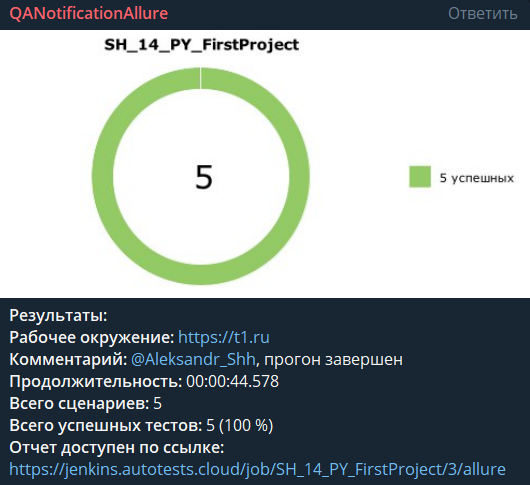 QANotificationAllure
Ответить
SH_14_PY_FirstProject
5
5 успешных
Результаты:
Рабочее окружение: https://t1.ru
Комментарий: @Aleksandr_Shh, прогон завершен
Продолжительность: 00:00:44.578
Всего сценариев: 5
Всего успешных тестов: 5 (100 %)
Отчет доступен по ссылке:
https://jenkins.autotests.cloud/job/SH_14_PY_FirstProject/3/allure